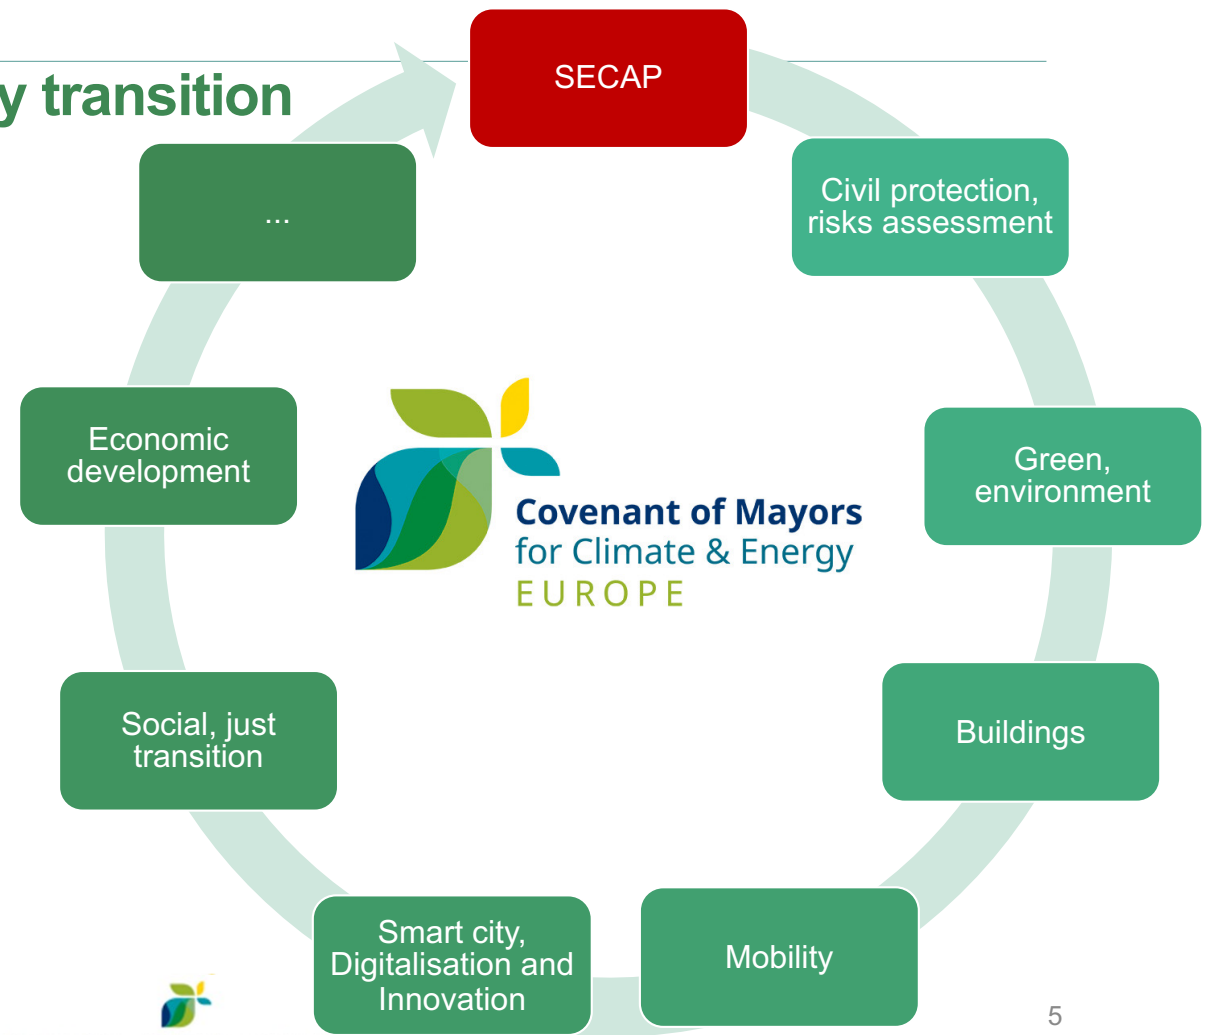 y transition
SECAP
Civil protection,
risks assessment
Green,
environment
Buildings
Mobility
Smart city,
Digitalisation and
Innovation
Social, just
transition
Economic
development
...
Covenant of Mayors
for Climate & Energy
EUROPE
5